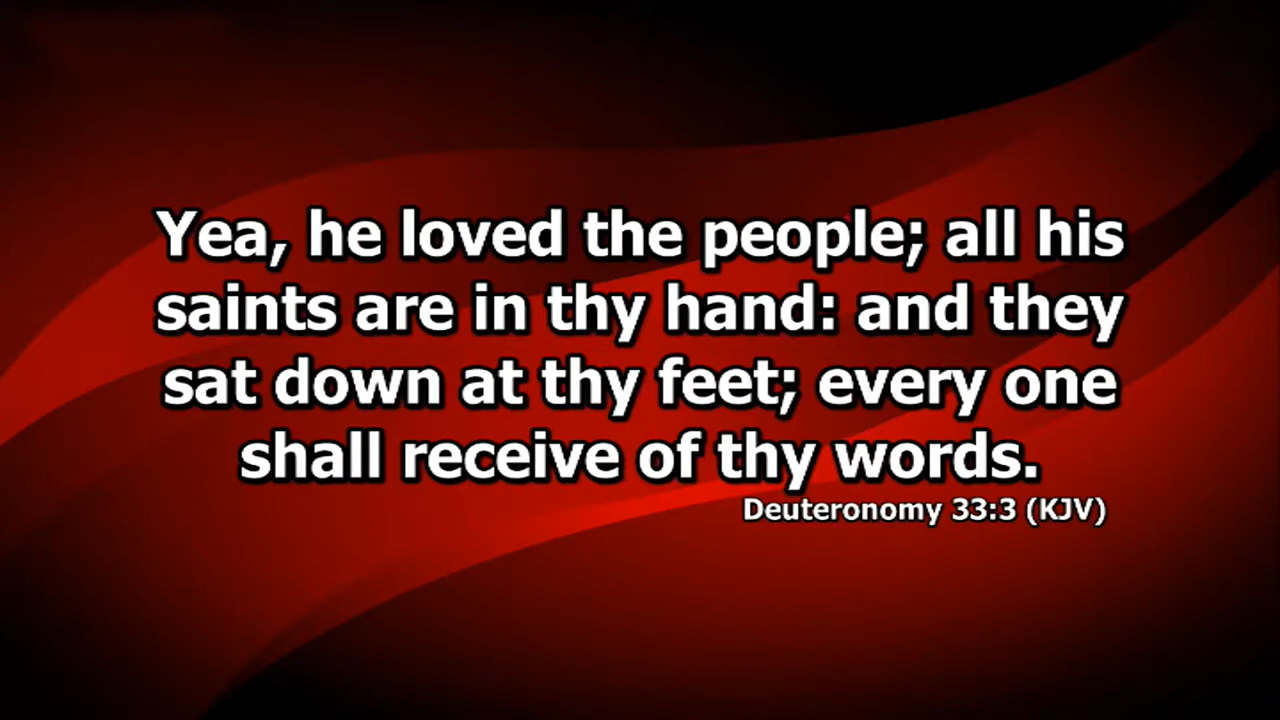 Yea, he loved the people; all his
saints are in thy hand: and they
sat down at thy feet; every one
shall receive of thy words.
Deuteronomy 33:3 (KJV)